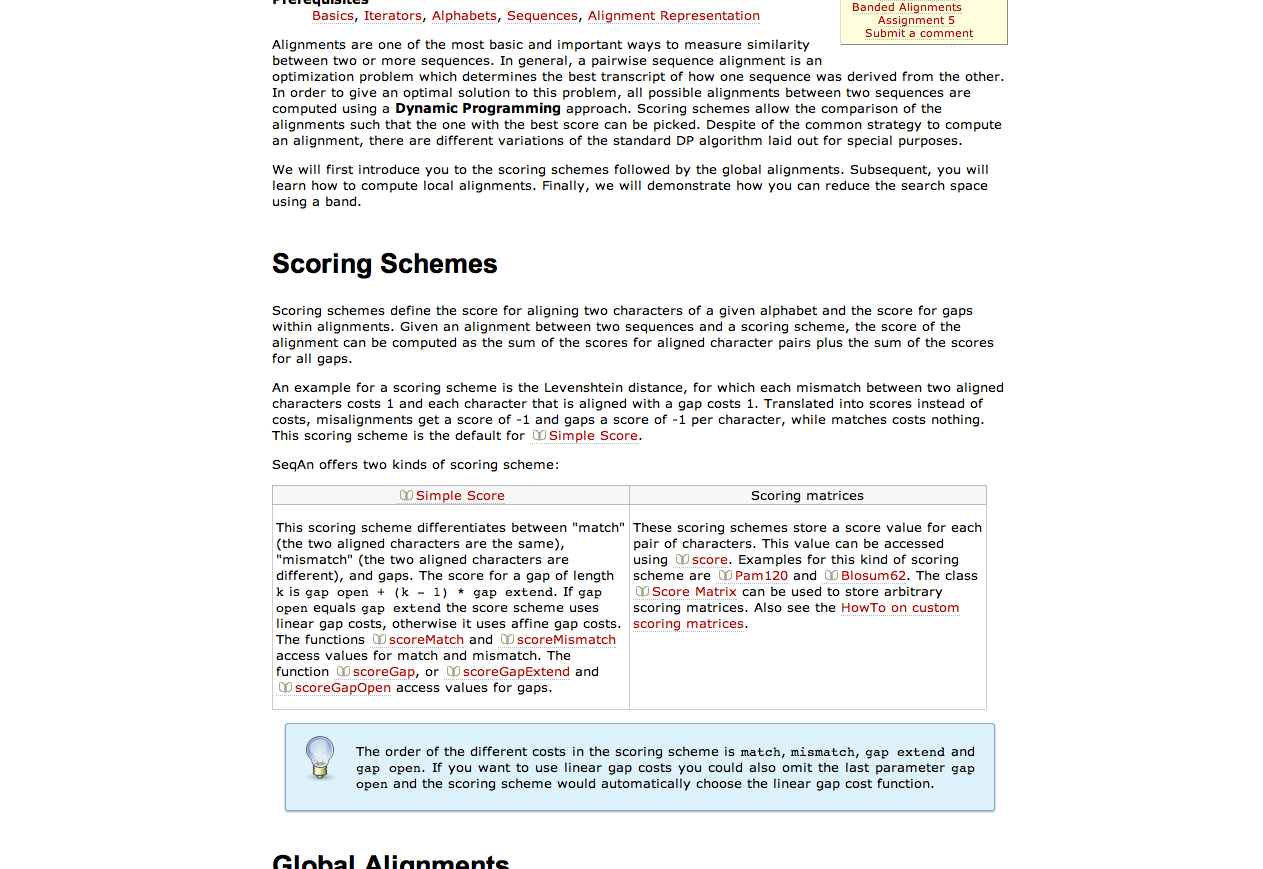 Prerequisites
Basics, Iterators, Alphabets, Sequences, Alignment Representation
Banded Alignments
Assignment 5
Submit a comment
Alignments are one of the most basic and important ways to measure similarity
between two or more sequences. In general, a pairwise sequence alignment is an
optimization problem which determines the best transcript of how one sequence was derived from the other.
In order to give an optimal solution to this problem, all possible alignments between two sequences are
computed using a Dynamic Programming approach. Scoring schemes allow the comparison of the
alignments such that the one with the best score can be picked. Despite of the common strategy to compute
an alignment, there are different variations of the standard DP algorithm laid out for special purposes.
We will first introduce you to the scoring schemes followed by the global alignments. Subsequent, you will
learn how to compute local alignments. Finally, we will demonstrate how you can reduce the search space
using a band.
Scoring Schemes
Scoring schemes define the score for aligning two characters of a given alphabet and the score for gaps
within alignments. Given an alignment between two sequences and a scoring scheme, the score of the
alignment can be computed as the sum of the scores for aligned character pairs plus the sum of the scores
for all gaps.
An example for a scoring scheme is the Levenshtein distance, for which each mismatch between two aligned
characters costs 1 and each character that is aligned with a gap costs 1. Translated into scores instead of
costs, misalignments get a score of -1 and gaps a score of -1 per character, while matches costs nothing.
This scoring scheme is the default for Simple Score.
SeqAn offers two kinds of scoring scheme:
Simple Score
This scoring scheme differentiates between "match"
(the two aligned characters are the same),
"mismatch" (the two aligned characters are
different), and gaps. The score for a gap of length
k is gap open + (k - 1) * gap extend. If gap
open equals gap extend the score scheme uses
linear gap costs, otherwise it uses affine gap costs.
The functions scoreMatch and scoreMismatch
access values for match and mismatch. The
function scoreGap, or scoreGapExtend and
scoreGapOpen access values for gaps.
Scoring matrices
These scoring schemes store a score value for each
pair of characters. This value can be accessed
using score. Examples for this kind of scoring
scheme are Pam120 and Blosum62. The class
Score Matrix can be used to store arbitrary
scoring matrices. Also see the HowTo on custom
scoring matrices.
The order of the different costs in the scoring scheme is match, mismatch, gap extend and
gap open. If you want to use linear gap costs you could also omit the last parameter gap
open and the scoring scheme would automatically choose the linear gap cost function.
Global Alignments